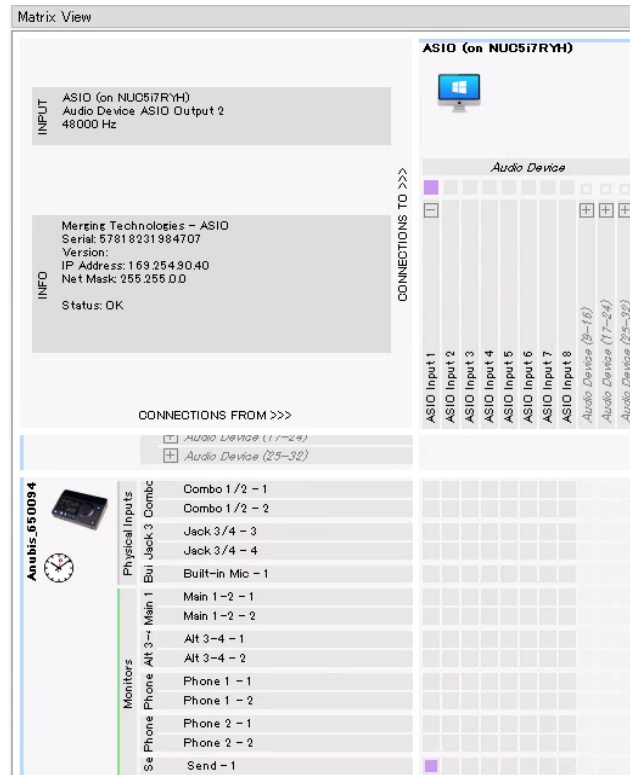 Matrix View
ASIO (on NUC5i7RYH)
INPUT
ASIO (on NUC5i7RYH)
Audio Device ASIO Output 2
48000 Hz
Audio Device
CONNECTIONS TO >>>
INFO
Merging Technologies - ASIO
Serial: 57818231984707
Version:
IP Address: 169.254.90.40
Net Mask: 255.255.0.0
Status: OK
ASIO Input 1
ASIO Input 2
ASIO Input 3
ASIO Input 4
ASIO Input 5
ASIO Input 6
ASIO Input 7
ASIO Input 8
Audio Device (9-16)
Audio Device (17-24)
Audio Device (25-32)
CONNECTIONS FROM >>>
Audio Device (17-24)
Audio Device (25-32)
Anubis_650094
Physical Inputs
Combo
Combo 1/2 - 1
Combo 1/2 - 2
Jack 3
Jack 3/4 - 3
Jack 3/4 - 4
Bui
Built-in Mic - 1
Monitors
Main 1
Main 1-2 - 1
Main 1-2 - 2
Alt 3-4
Alt 3-4 - 1
Alt 3-4 - 2
Phone
Phone 1 - 1
Phone 1 - 2
Phone
Phone 2 - 1
Phone 2 - 2
Se
Send - 1